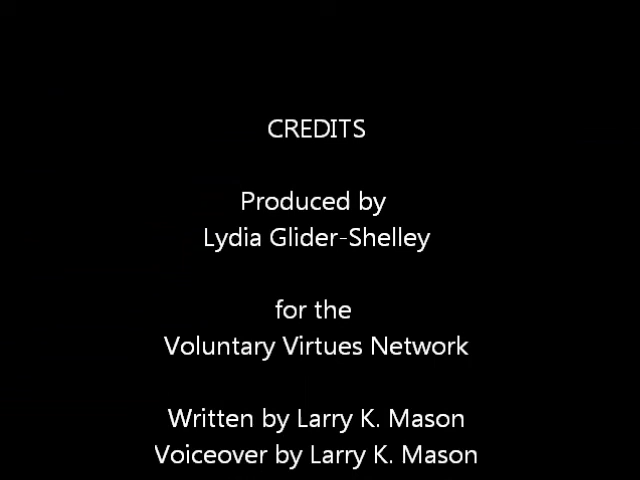 CREDITS
Produced by
Lydia Glider-Shelley
for the
Voluntary Virtues Network
Written by Larry K. Mason
Voiceover by Larry K. Mason